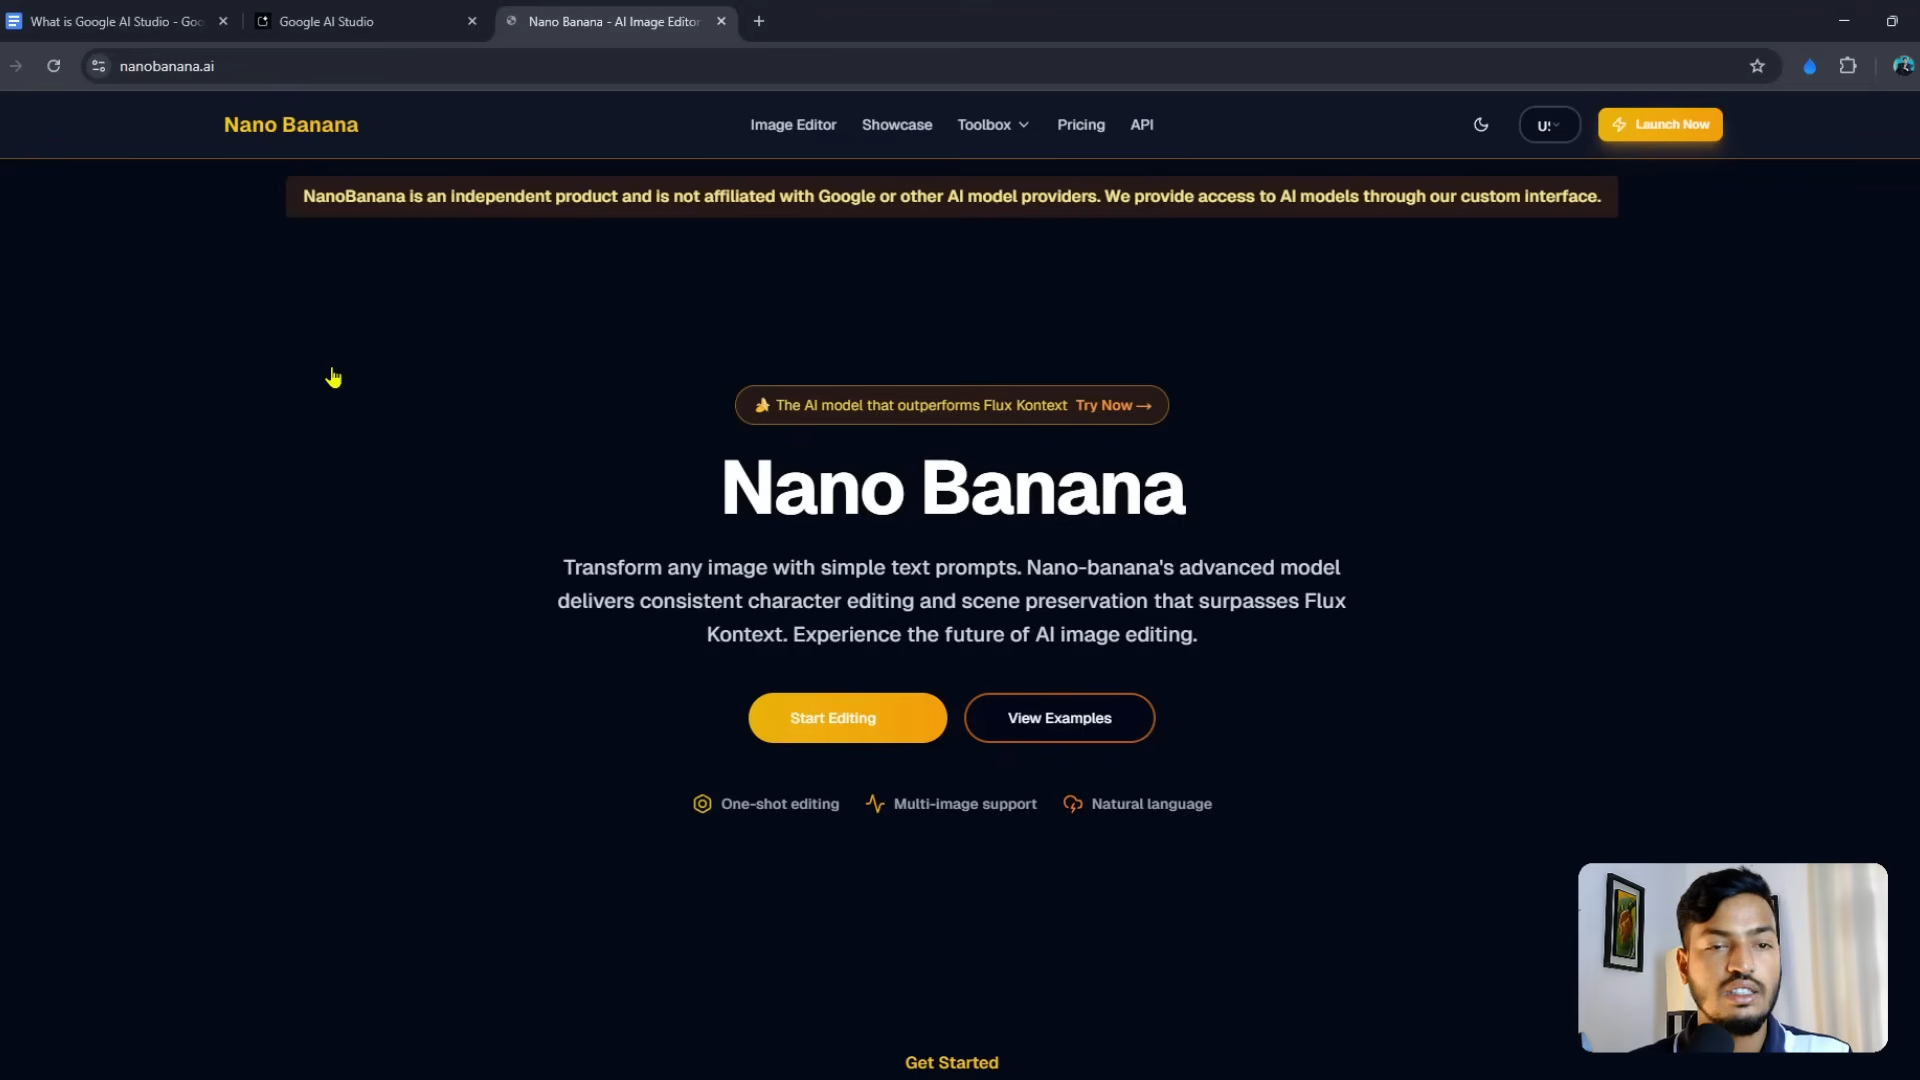 What is Google AI Studio - Goo
Google AI Studio
Nano Banana - AI Image Editor
nanobanana.ai
Nano Banana
Image Editor
Showcase
Toolbox
Pricing
API
Launch Now
NanoBanana is an independent product and is not affiliated with Google or other AI model providers. We provide access to AI models through our custom interface.
🍌 The AI model that outperforms Flux Kontext Try Now →
Nano Banana
Transform any image with simple text prompts. Nano-banana's advanced model
delivers consistent character editing and scene preservation that surpasses Flux
Kontext. Experience the future of AI image editing.
Start Editing
View Examples
One-shot editing
Multi-image support
Natural language
Get Started